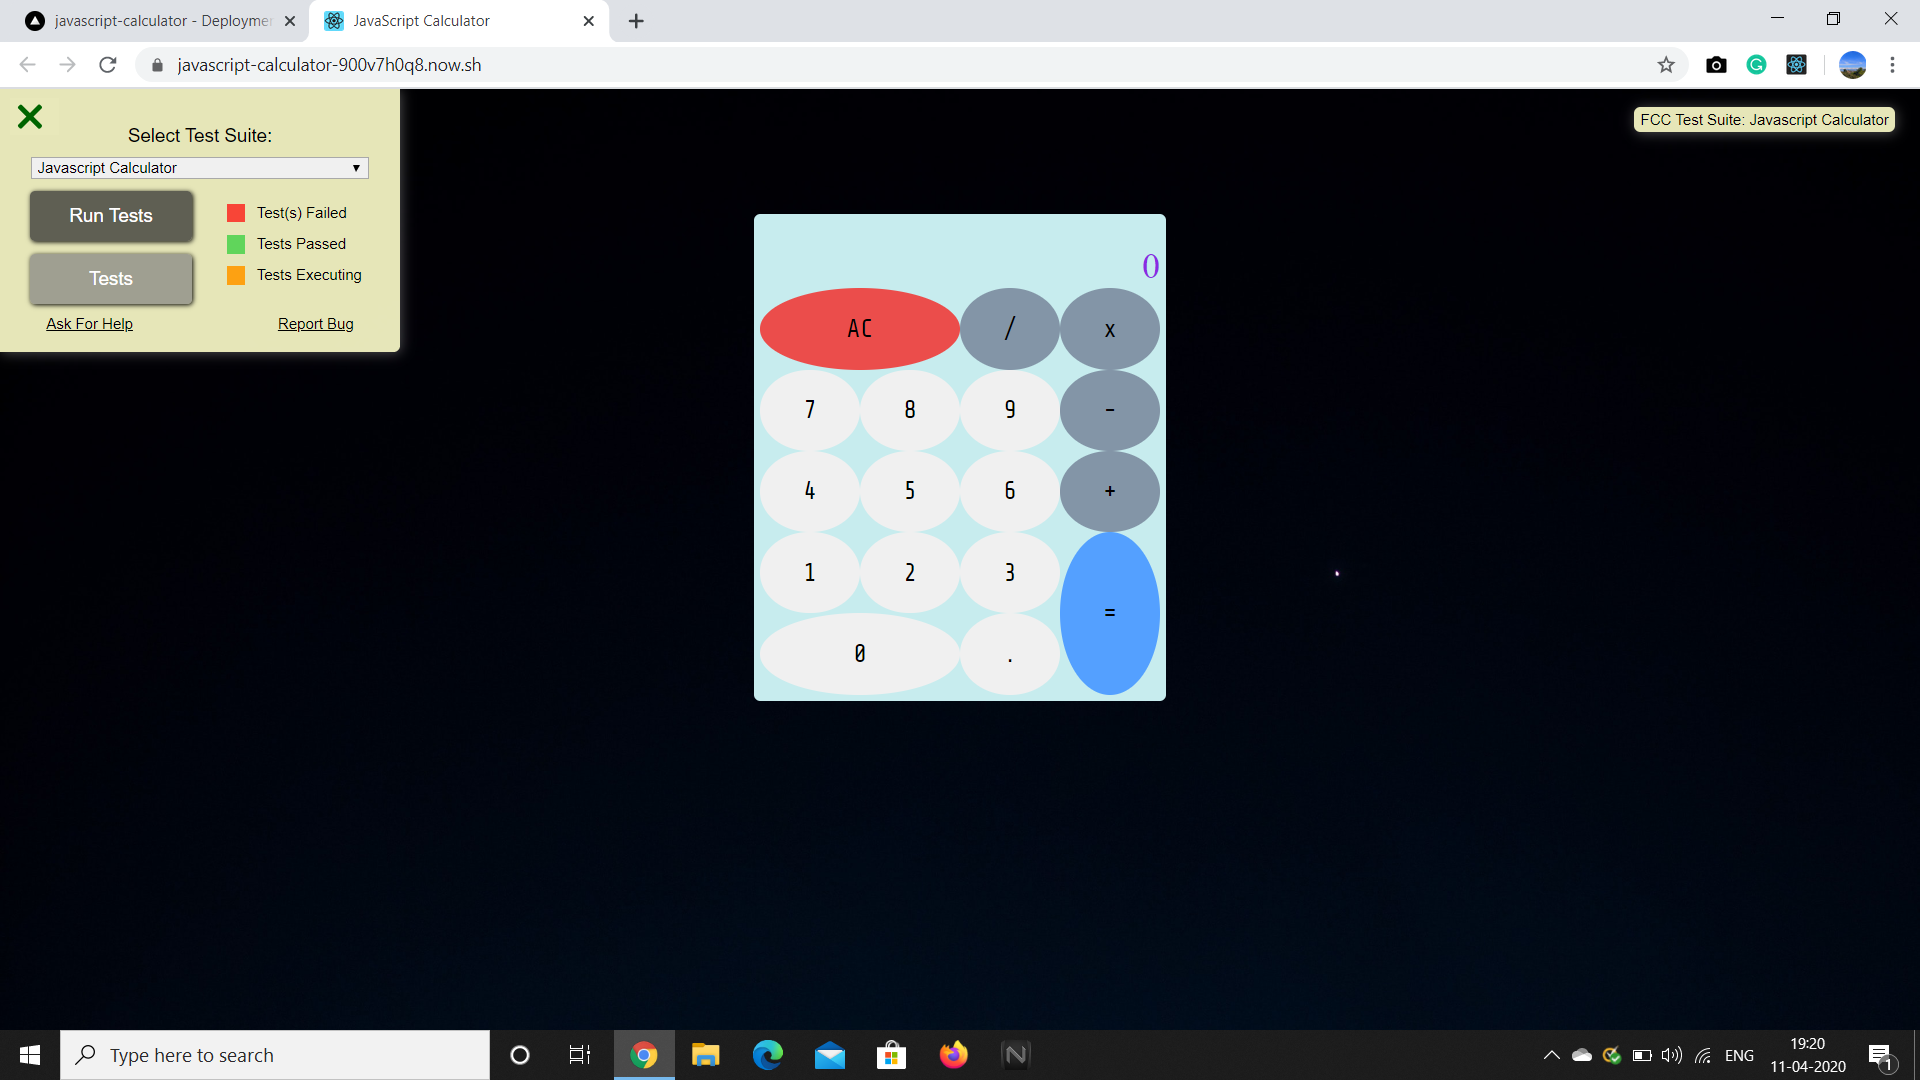 javascript-calculator - Deployme
JavaScript Calculator
javascript-calculator-900v7h0q8.now.sh
Select Test Suite:
Javascript Calculator
Run Tests
Tests
Test(s) Failed
Tests Passed
Tests Executing
Ask For Help
Report Bug
FCC Test Suite: Javascript Calculator
0
AC / x
7 8 9 -
4 5 6 +
1 2 3 =
0 .
Type here to search
ENG
19:20
11-04-2020
1